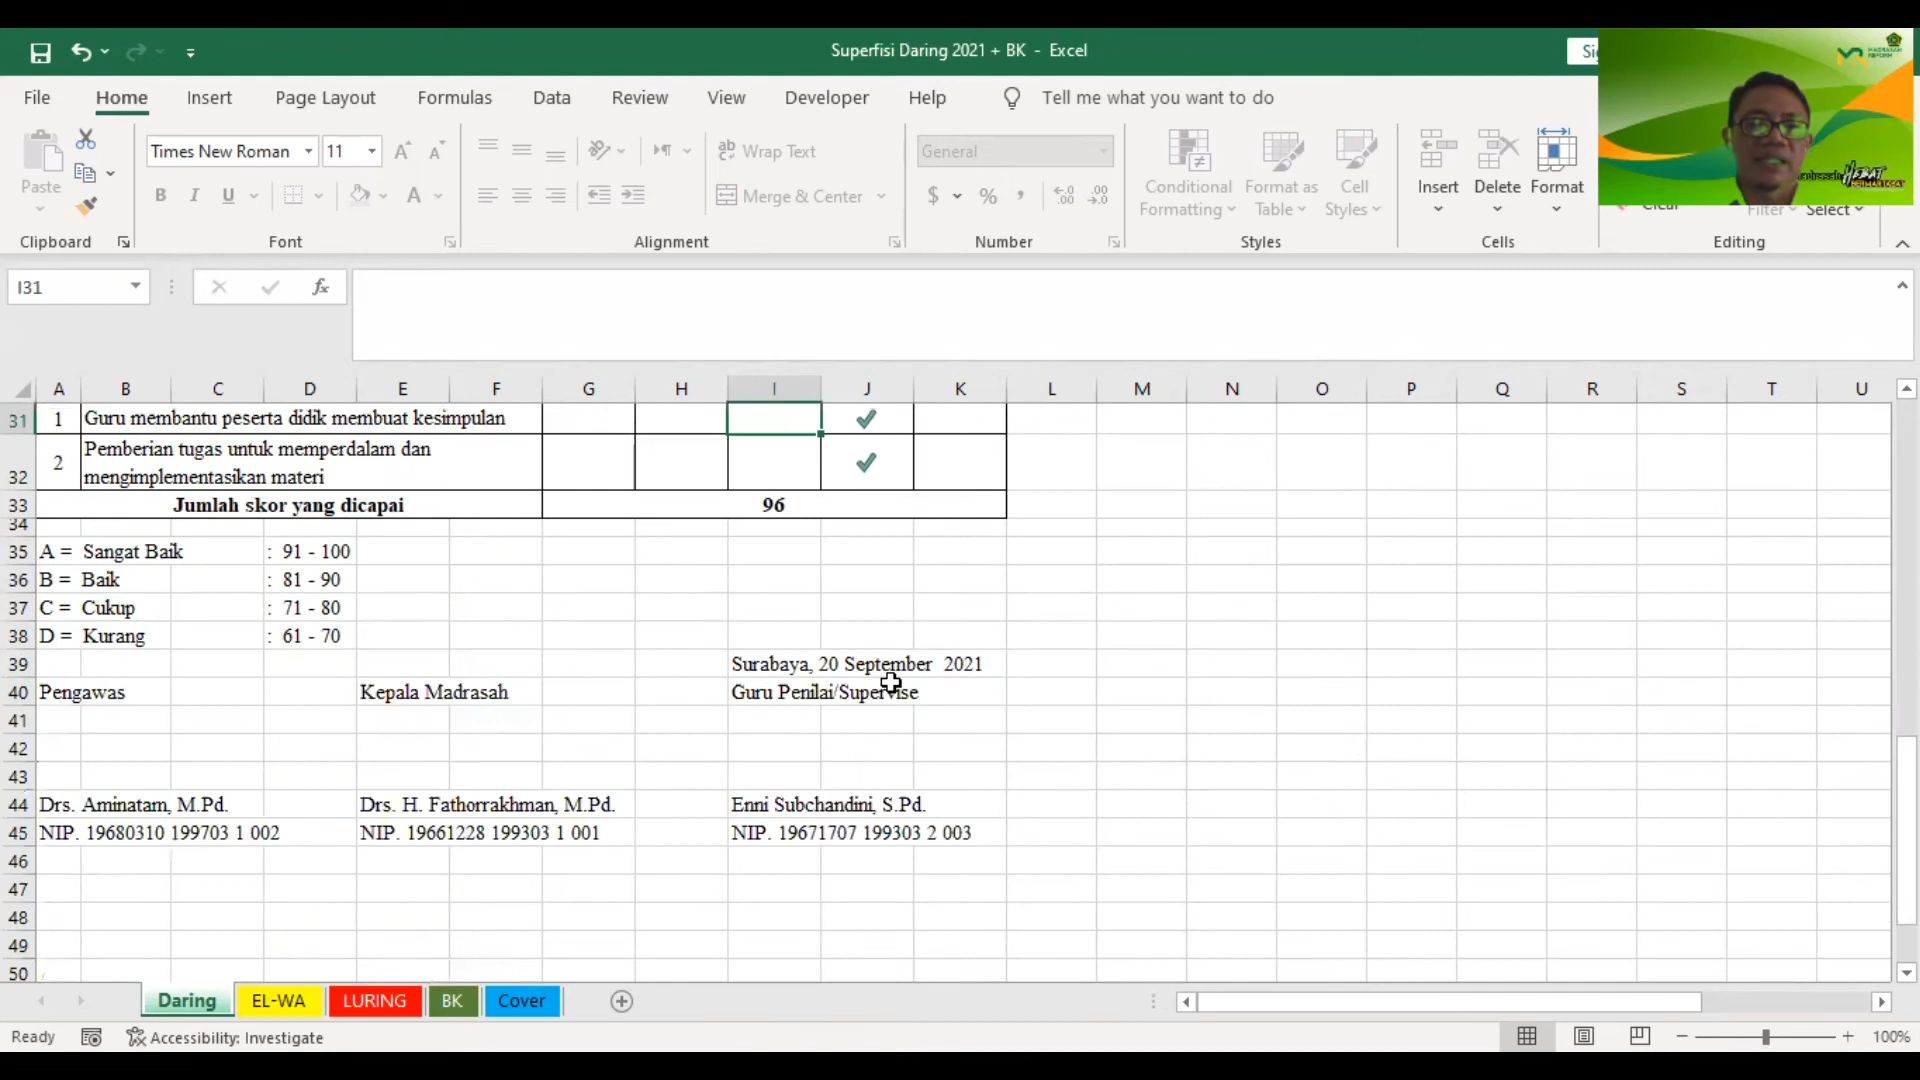 Superfisi Daring 2021 + BK - Excel
File Home Insert Page Layout Formulas Data Review View Developer Help Tell me what you want to do
Times New Roman 11
Paste
B I U
Wrap Text
Merge & Center
General
$ % ,
Conditional Formatting
Format as Table
Cell Styles
Insert Delete Format
Clear
Filter
Select
Clipboard Font Alignment Number Styles Cells Editing
I31 fx
A B C D E F G H I J K L M N O P Q R S T U
31 1 Guru membantu peserta didik membuat kesimpulan
32 2 Pemberian tugas untuk memperdalam dan
mengimplementasikan materi
33 Jumlah skor yang dicapai 96
34
35 A = Sangat Baik : 91 - 100
36 B = Baik : 81 - 90
37 C = Cukup : 71 - 80
38 D = Kurang : 61 - 70
39 Surabaya, 20 September 2021
40 Pengawas Kepala Madrasah Guru Penilai/Supervise
41
42
43
44 Drs. Aminatam, M.Pd. Drs. H. Fathorrakhman, M.Pd. Enni Subchandini, S.Pd.
45 NIP. 19680310 199703 1 002 NIP. 19661228 199303 1 001 NIP. 19671707 199303 2 003
46
47
48
49
50
Daring EL-WA LURING BK Cover
Ready Accessibility: Investigate 100%